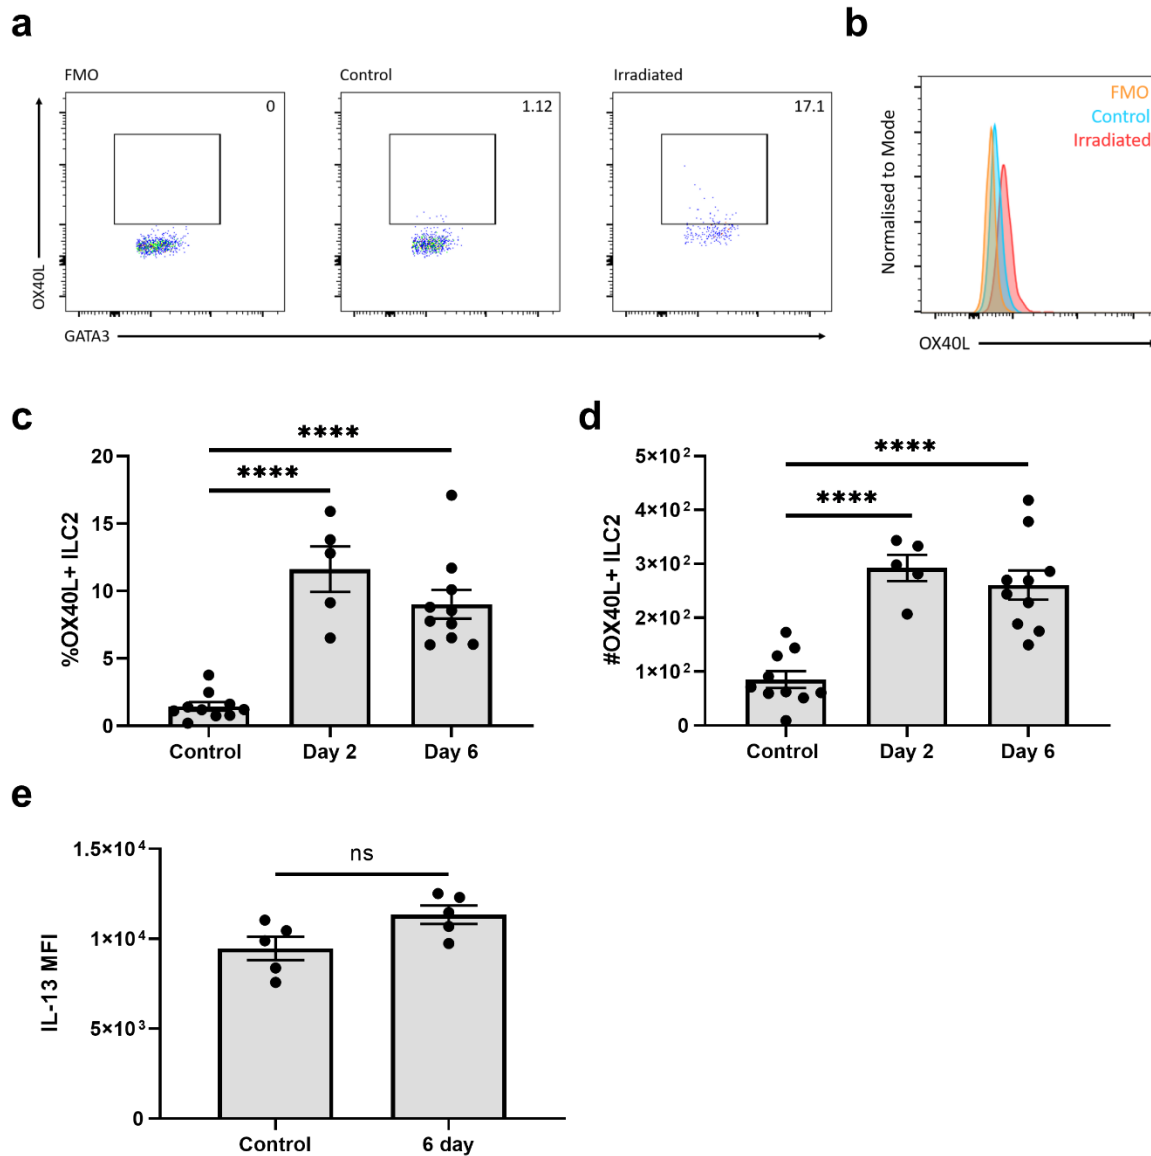 a
b
FMO
Control
Irradiated
0
1.12
17.1
OX40L
GATA3
FMO
Control
Irradiated
Normalised to Mode
OX40L
c
d
****
****
20
15
10
5
0
%OX40L+ ILC2
Control
Day 2
Day 6
****
****
5×10²
4×10²
3×10²
2×10²
1×10²
0
#OX40L+ ILC2
Control
Day 2
Day 6
e
ns
1.5×10⁴
1×10⁴
5×10³
0
IL-13 MFI
Control
6 day